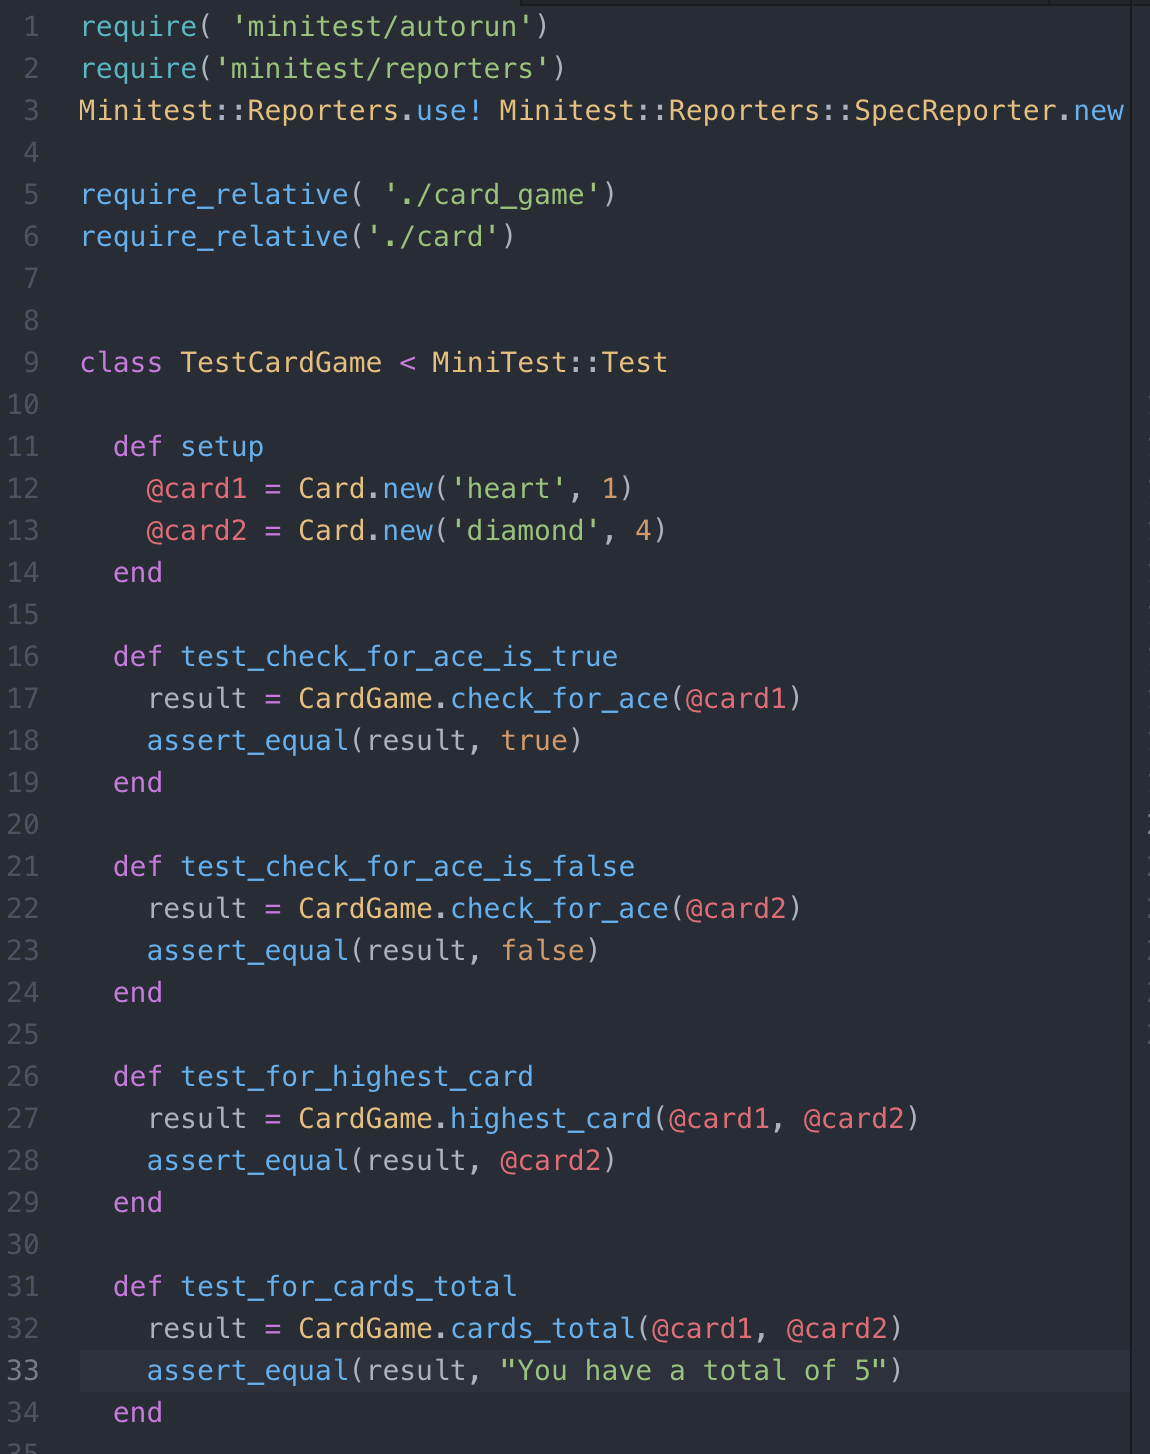 1 require( 'minitest/autorun')
2 require('minitest/reporters')
3 Minitest::Reporters.use! Minitest::Reporters::SpecReporter.new
4
5 require_relative( './card_game')
6 require_relative('./card')
7
8
9 class TestCardGame < MiniTest::Test
10
11   def setup
12     @card1 = Card.new('heart', 1)
13     @card2 = Card.new('diamond', 4)
14   end
15
16   def test_check_for_ace_is_true
17     result = CardGame.check_for_ace(@card1)
18     assert_equal(result, true)
19   end
20
21   def test_check_for_ace_is_false
22     result = CardGame.check_for_ace(@card2)
23     assert_equal(result, false)
24   end
25
26   def test_for_highest_card
27     result = CardGame.highest_card(@card1, @card2)
28     assert_equal(result, @card2)
29   end
30
31   def test_for_cards_total
32     result = CardGame.cards_total(@card1, @card2)
33     assert_equal(result, "You have a total of 5")
34   end
35